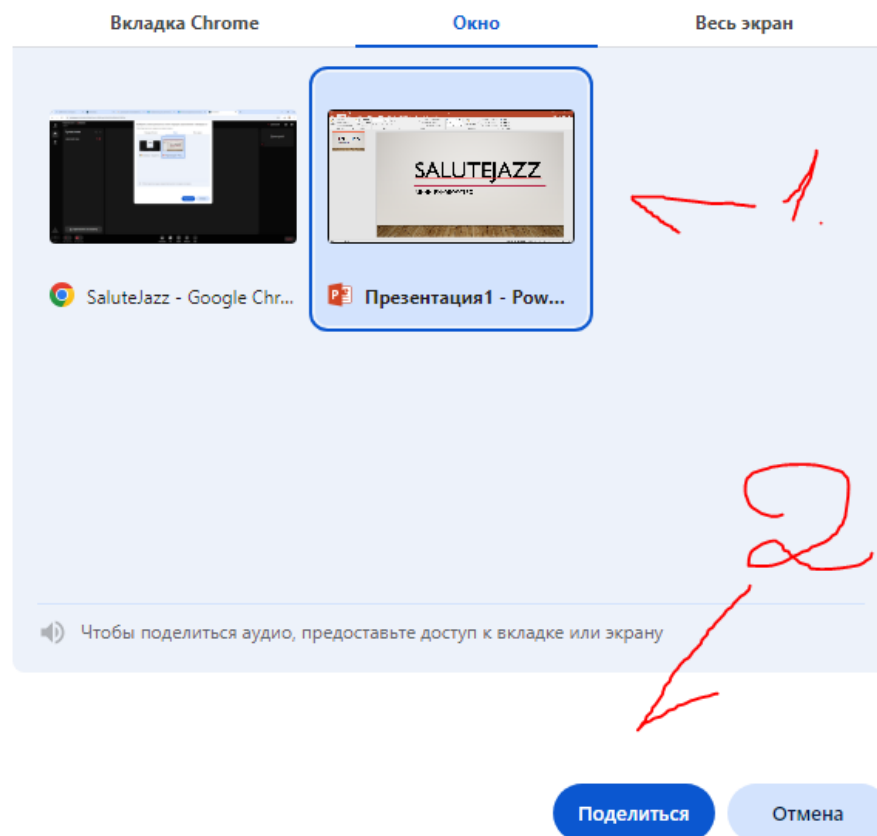 Вкладка Chrome
Окно
Весь экран
SALUTEJAZZ
1.
SaluteJazz - Google Chr...
Презентация1 - Pow...
2
Чтобы поделиться аудио, предоставьте доступ к вкладке или экрану
Поделиться
Отмена